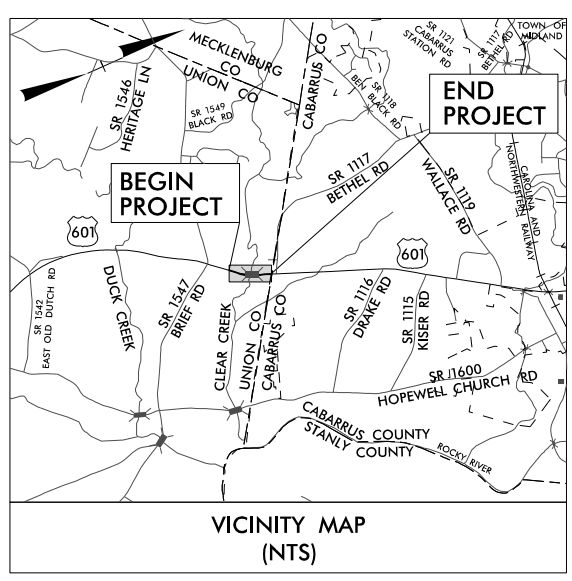 TOWN OF
MIDLAND
SR 1121
CABARRUS
STATION RD
SR 1117
BETHEL RD
MECKLENBURG
CO
UNION CO
CABARRUS CO
SR 1546
HERITAGE LN
SR 1549
BLACK RD
SR 1118
BEN BLACK RD
END
PROJECT
SR 1117
BETHEL RD
SR 1119
WALLACE RD
CAROLINA AND
NORTHWESTERN RAILWAY
BEGIN
PROJECT
601
601
SR 1542
EAST OLD DUTCH RD
DUCK CREEK
SR 1547
BRIEF RD
CLEAR CREEK
UNION CO
CABARRUS CO
SR 1116
DRAKE RD
SR 1115
KISER RD
SR 1600
HOPEWELL CHURCH RD
CABARRUS COUNTY
STANLY COUNTY
ROCKY RIVER
VICINITY MAP
(NTS)